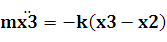 mẍ3 = −k(x3 − x2)